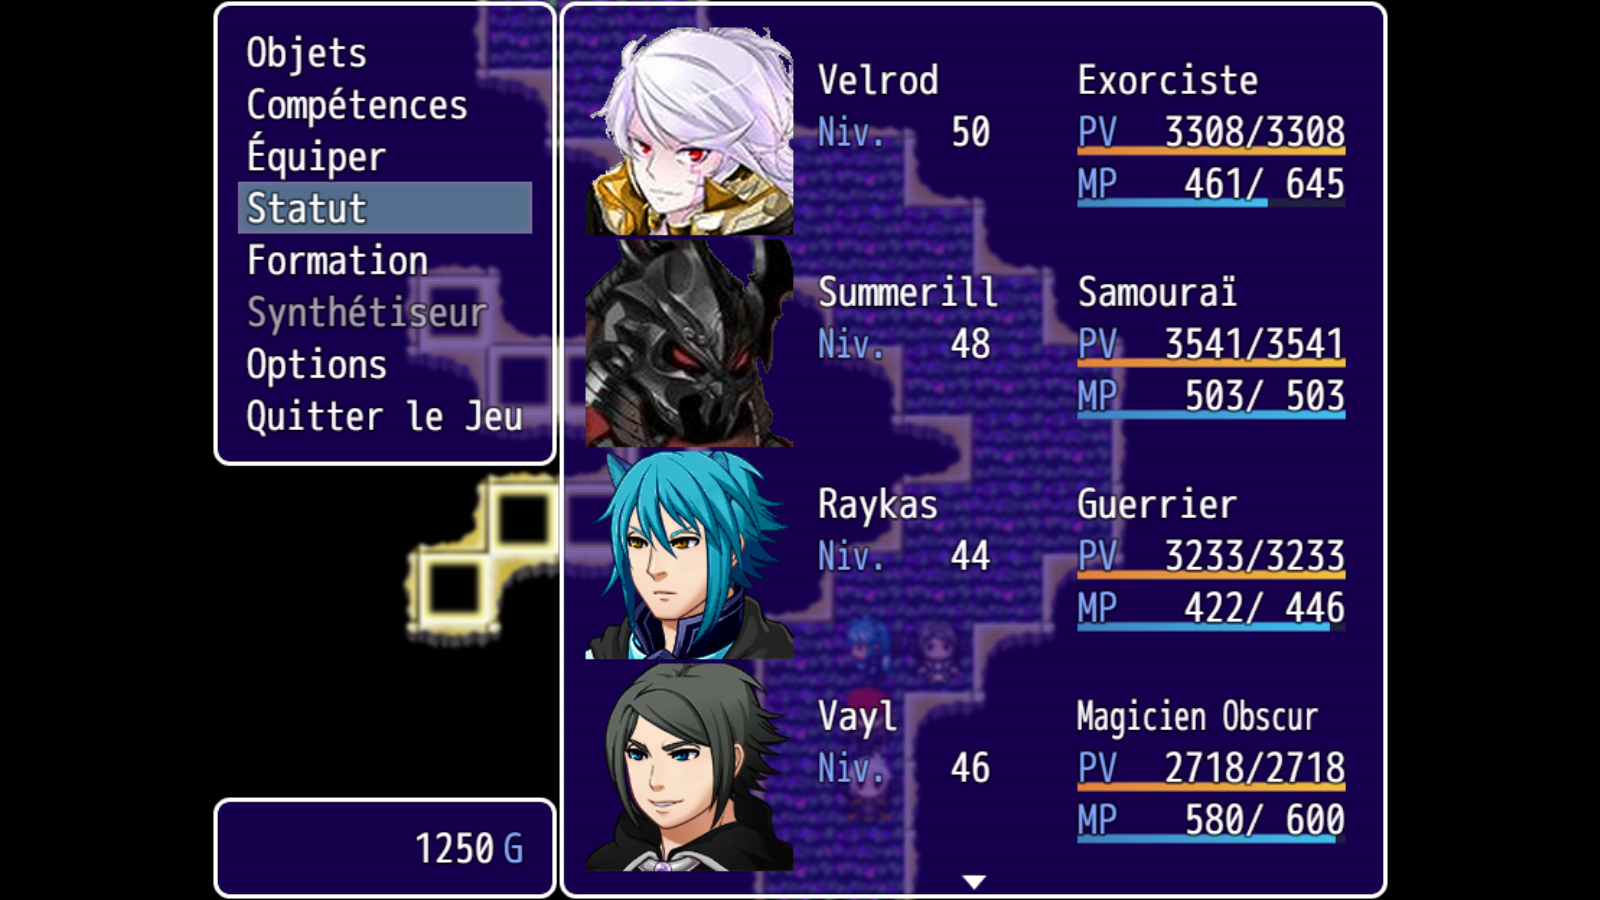 Objets
Compétences
Équiper
Statut
Formation
Synthétiseur
Options
Quitter le Jeu
1250 G
Velrod Exorciste
Niv. 50 PV 3308/3308
MP 461/ 645
Summerill Samouraï
Niv. 48 PV 3541/3541
MP 503/ 503
Raykas Guerrier
Niv. 44 PV 3233/3233
MP 422/ 446
Vayl Magicien Obscur
Niv. 46 PV 2718/2718
MP 580/ 600